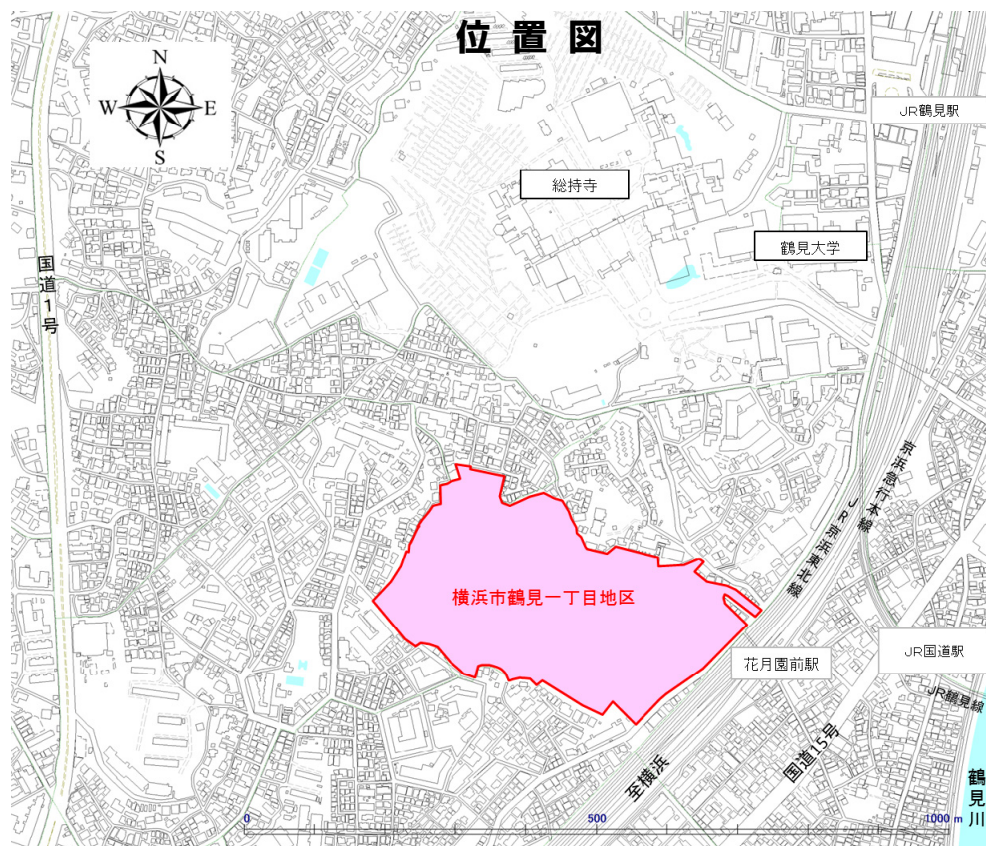 位置図
N
W
E
S
JR鶴見駅
総持寺
鶴見大学
国道1号
京浜急行本線
JR京浜東北線
横浜市鶴見一丁目地区
花月園前駅
JR国道駅
JR鶴見線
国道15号
至横浜
鶴見川
0
500
1000 m